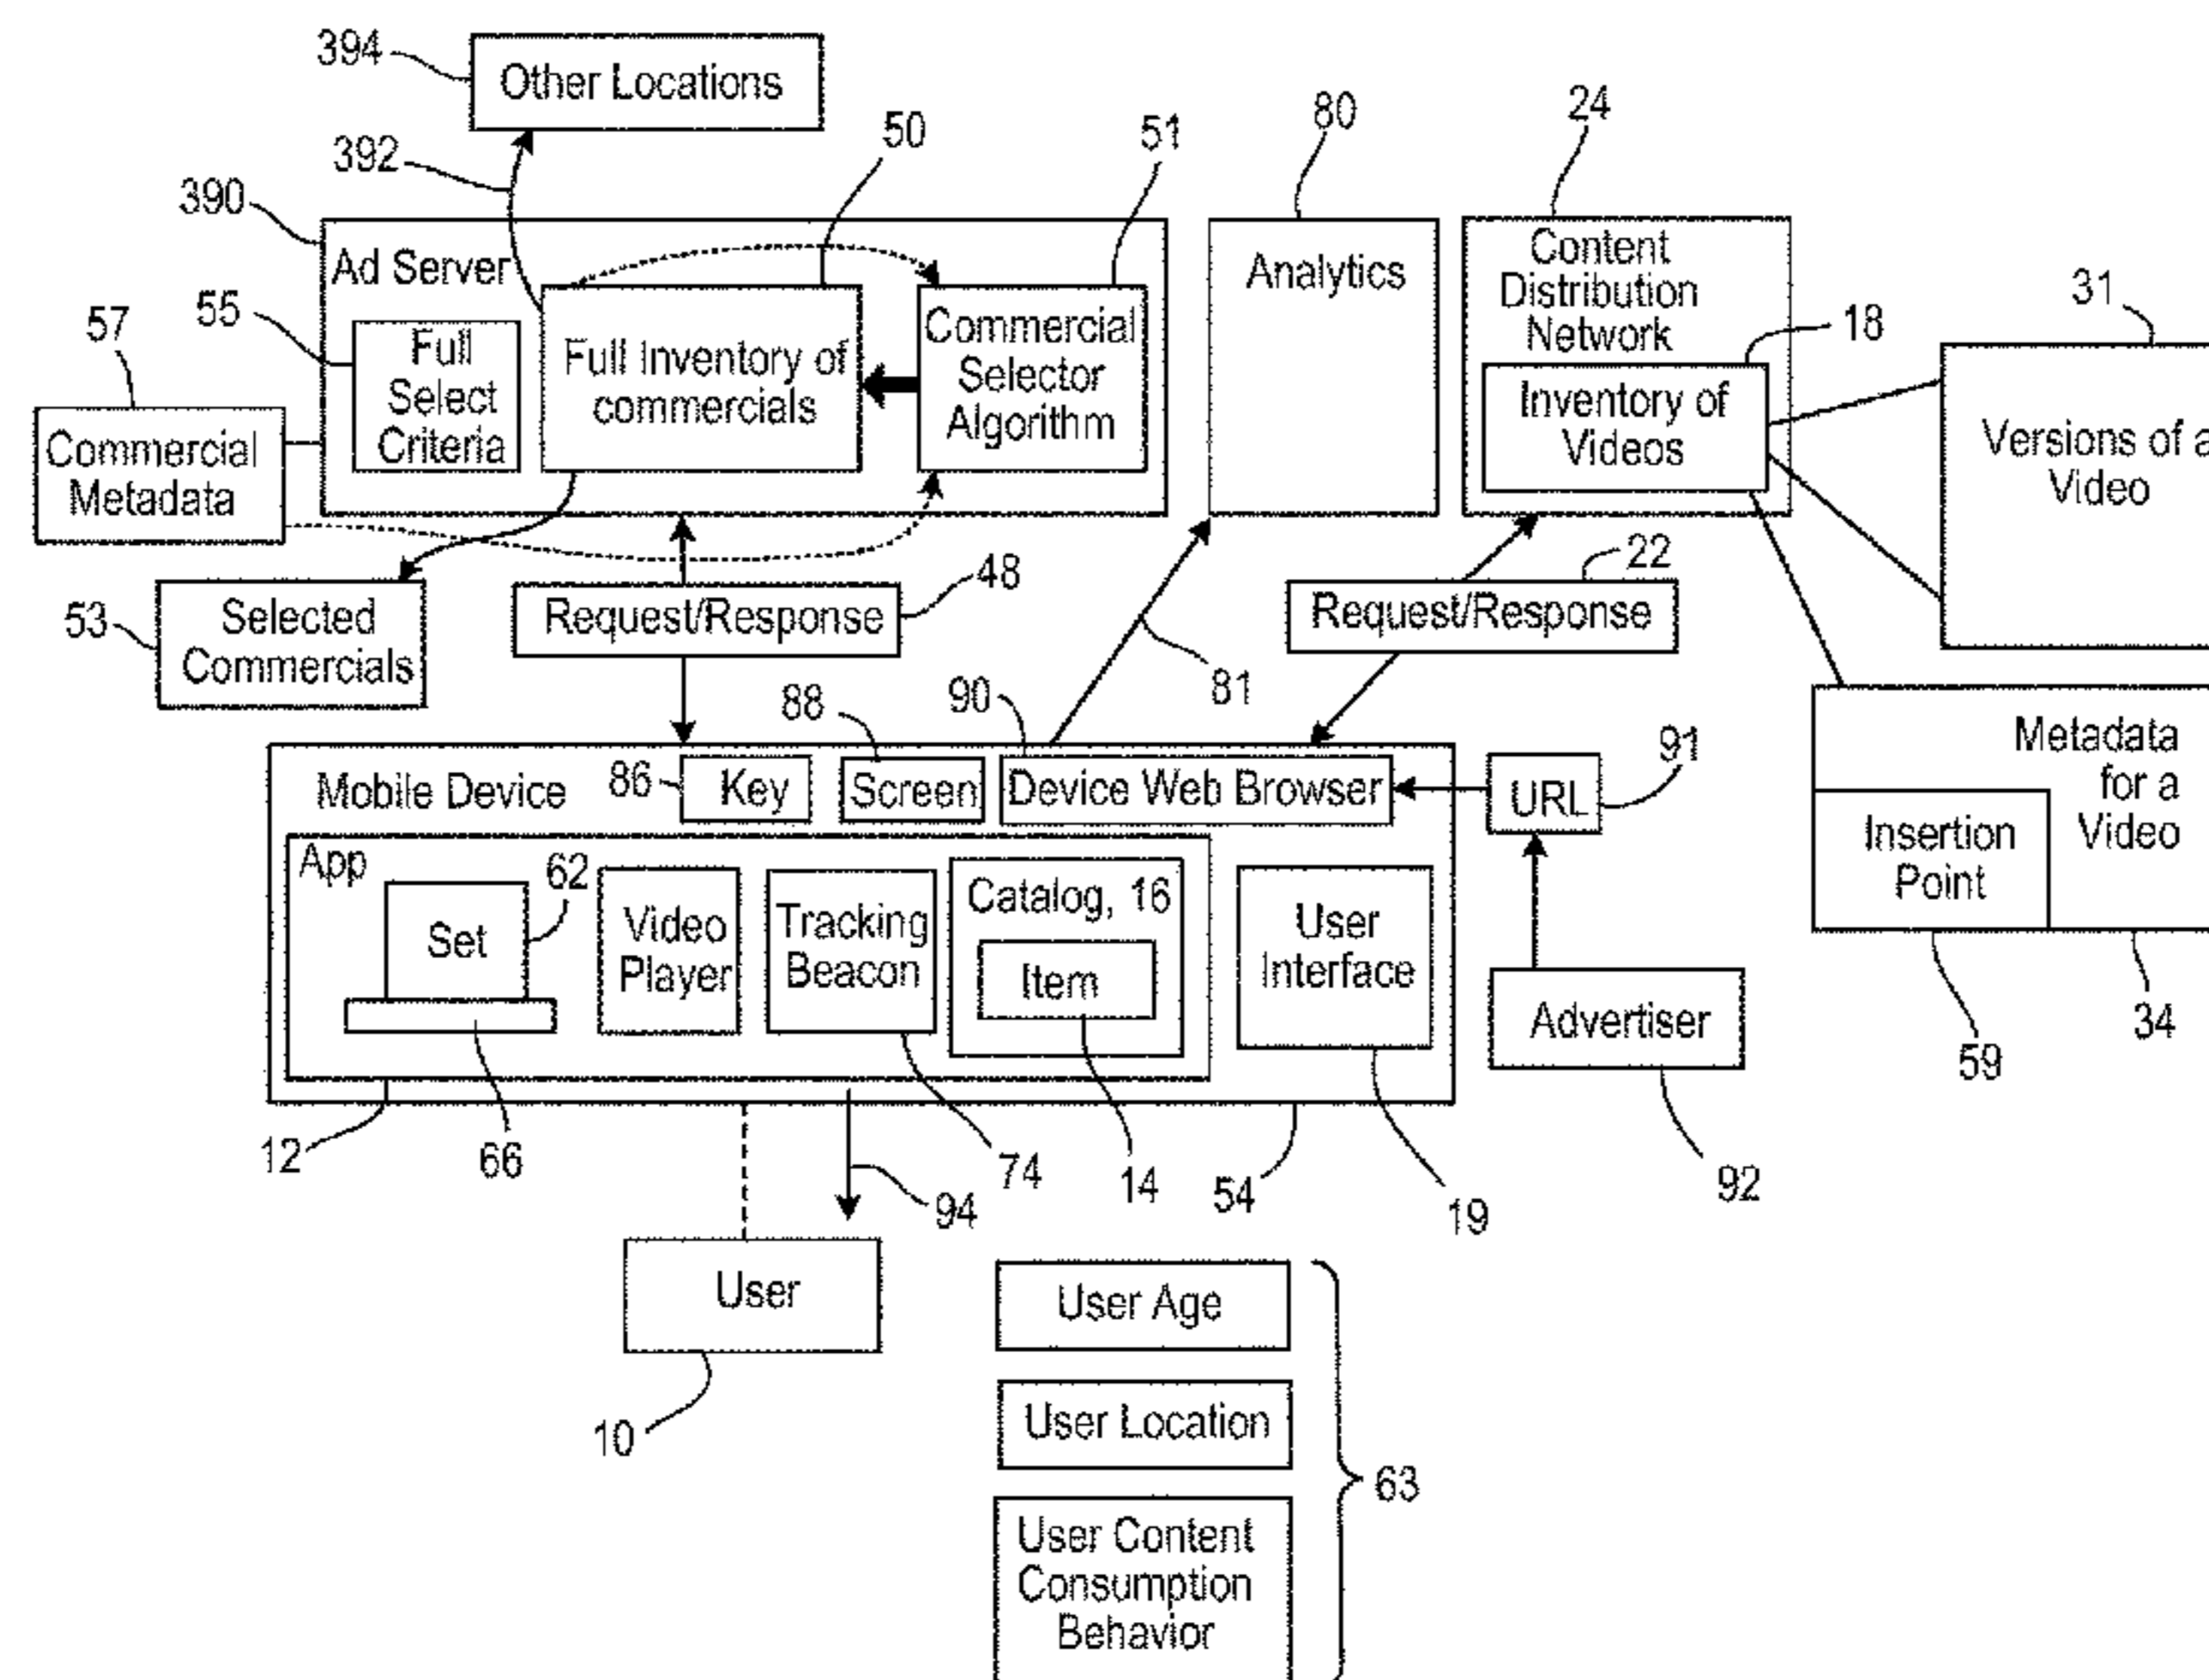 394
Other Locations
392
50
51
80
24
390
Ad Server
Analytics
Content
Distribution
Network
18
31
57
55
Full
Select
Criteria
Full Inventory of
commercials
Commercial
Selector
Algorithm
Inventory of
Videos
Versions of a
Video
Commercial
Metadata
53
Selected
Commercials
Request/Response
48
Request/Response
22
81
88
90
Mobile Device
86
Key
Screen
Device Web Browser
URL
91
Metadata
for a
Video
Insertion
Point
App
62
Set
Video
Player
Tracking
Beacon
Catalog, 16
Item
User
Interface
Advertiser
59
34
12
66
94
74
14
54
19
92
User
10
User Age
User Location
User Content
Consumption
Behavior
63